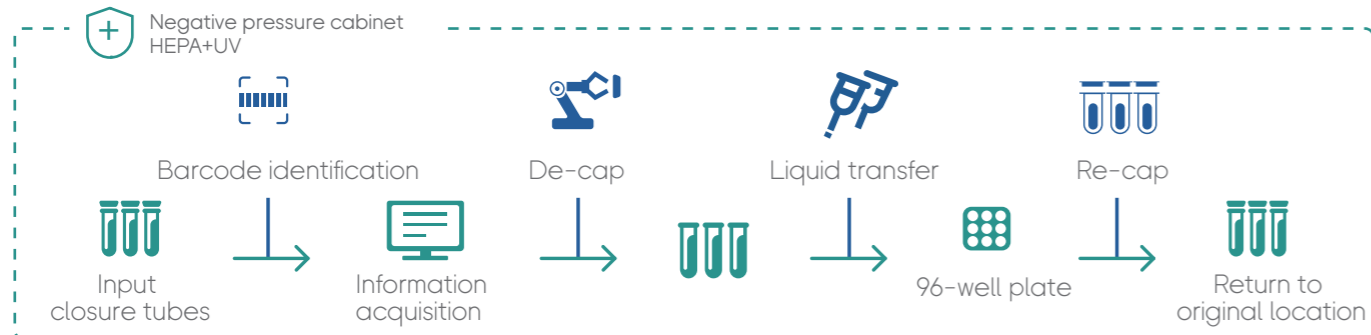 Negative pressure cabinet
HEPA+UV
Barcode identification
De-cap
Liquid transfer
Re-cap
Input
closure tubes
Information
acquisition
96-well plate
Return to
original location